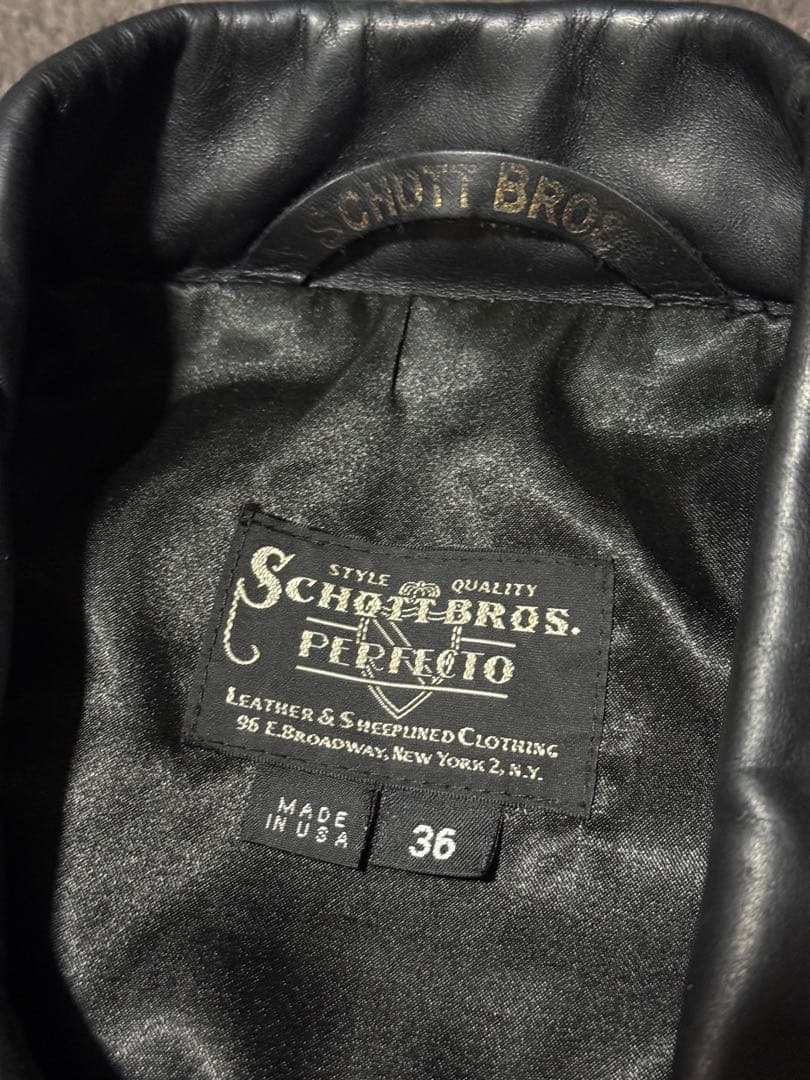 SCHOTT BROS
STYLE QUALITY
SCHOTT BROS.
PERFECTO
LEATHER & SHEEPLINED CLOTHING
96 E. BROADWAY, NEW YORK 2, N.Y.
MADE
IN USA
36